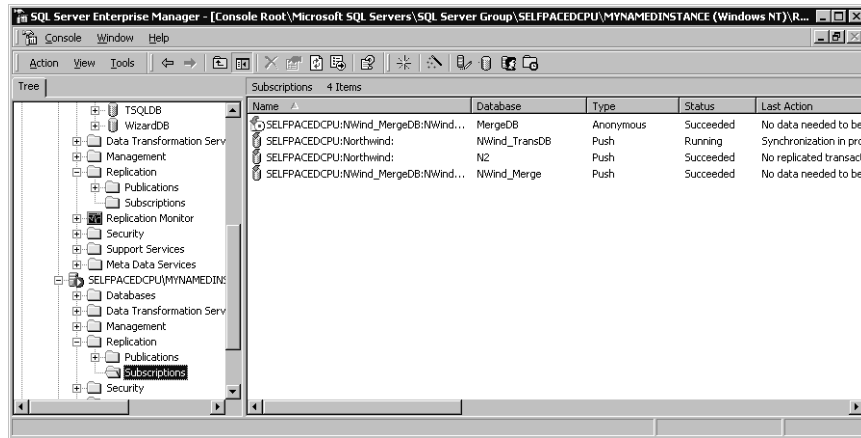 SQL Server Enterprise Manager - [Console Root\Microsoft SQL Servers\SQL Server Group\SELFPACEDCPU\MYNAMEDINSTANCE (Windows NT)\R...
Console Window Help
Action View Tools
Tree
Subscriptions 4 Items
TSQLDB
WizardDB
Data Transformation Serv
Management
Replication
Publications
Subscriptions
Replication Monitor
Security
Support Services
Meta Data Services
SELFPACEDCPU\MYNAMEDINS
Databases
Data Transformation Serv
Management
Replication
Publications
Subscriptions
Security
Name Database Type Status Last Action
SELFPACEDCPU:NWind_MergeDB:NWind... MergeDB Anonymous Succeeded No data needed to be
SELFPACEDCPU:Northwind: NWind_TransDB Push Running Synchronization in pro
SELFPACEDCPU:Northwind: N2 Push Succeeded No replicated transact
SELFPACEDCPU:NWind_MergeDB:NWind... NWind_Merge Push Succeeded No data needed to be